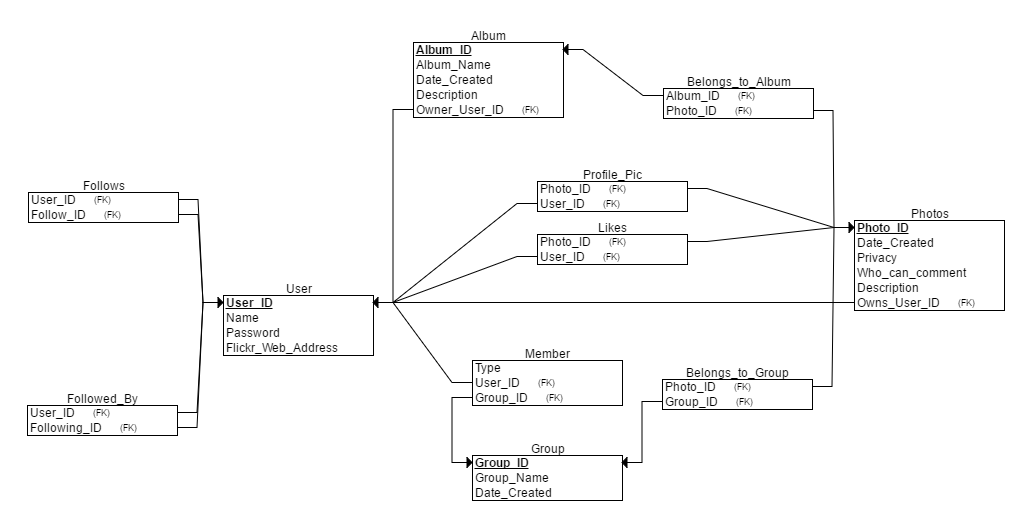 Album
Album_ID
Album_Name
Date_Created
Description
Owner_User_ID (FK)
Belongs_to_Album
Album_ID (FK)
Photo_ID (FK)
Follows
User_ID (FK)
Follow_ID (FK)
Profile_Pic
Photo_ID (FK)
User_ID (FK)
Likes
Photo_ID (FK)
User_ID (FK)
Photos
Photo_ID
Date_Created
Privacy
Who_can_comment
Description
Owns_User_ID (FK)
User
User_ID
Name
Password
Flickr_Web_Address
Member
Type
User_ID (FK)
Group_ID (FK)
Belongs_to_Group
Photo_ID (FK)
Group_ID (FK)
Followed_By
User_ID (FK)
Following_ID (FK)
Group
Group_ID
Group_Name
Date_Created